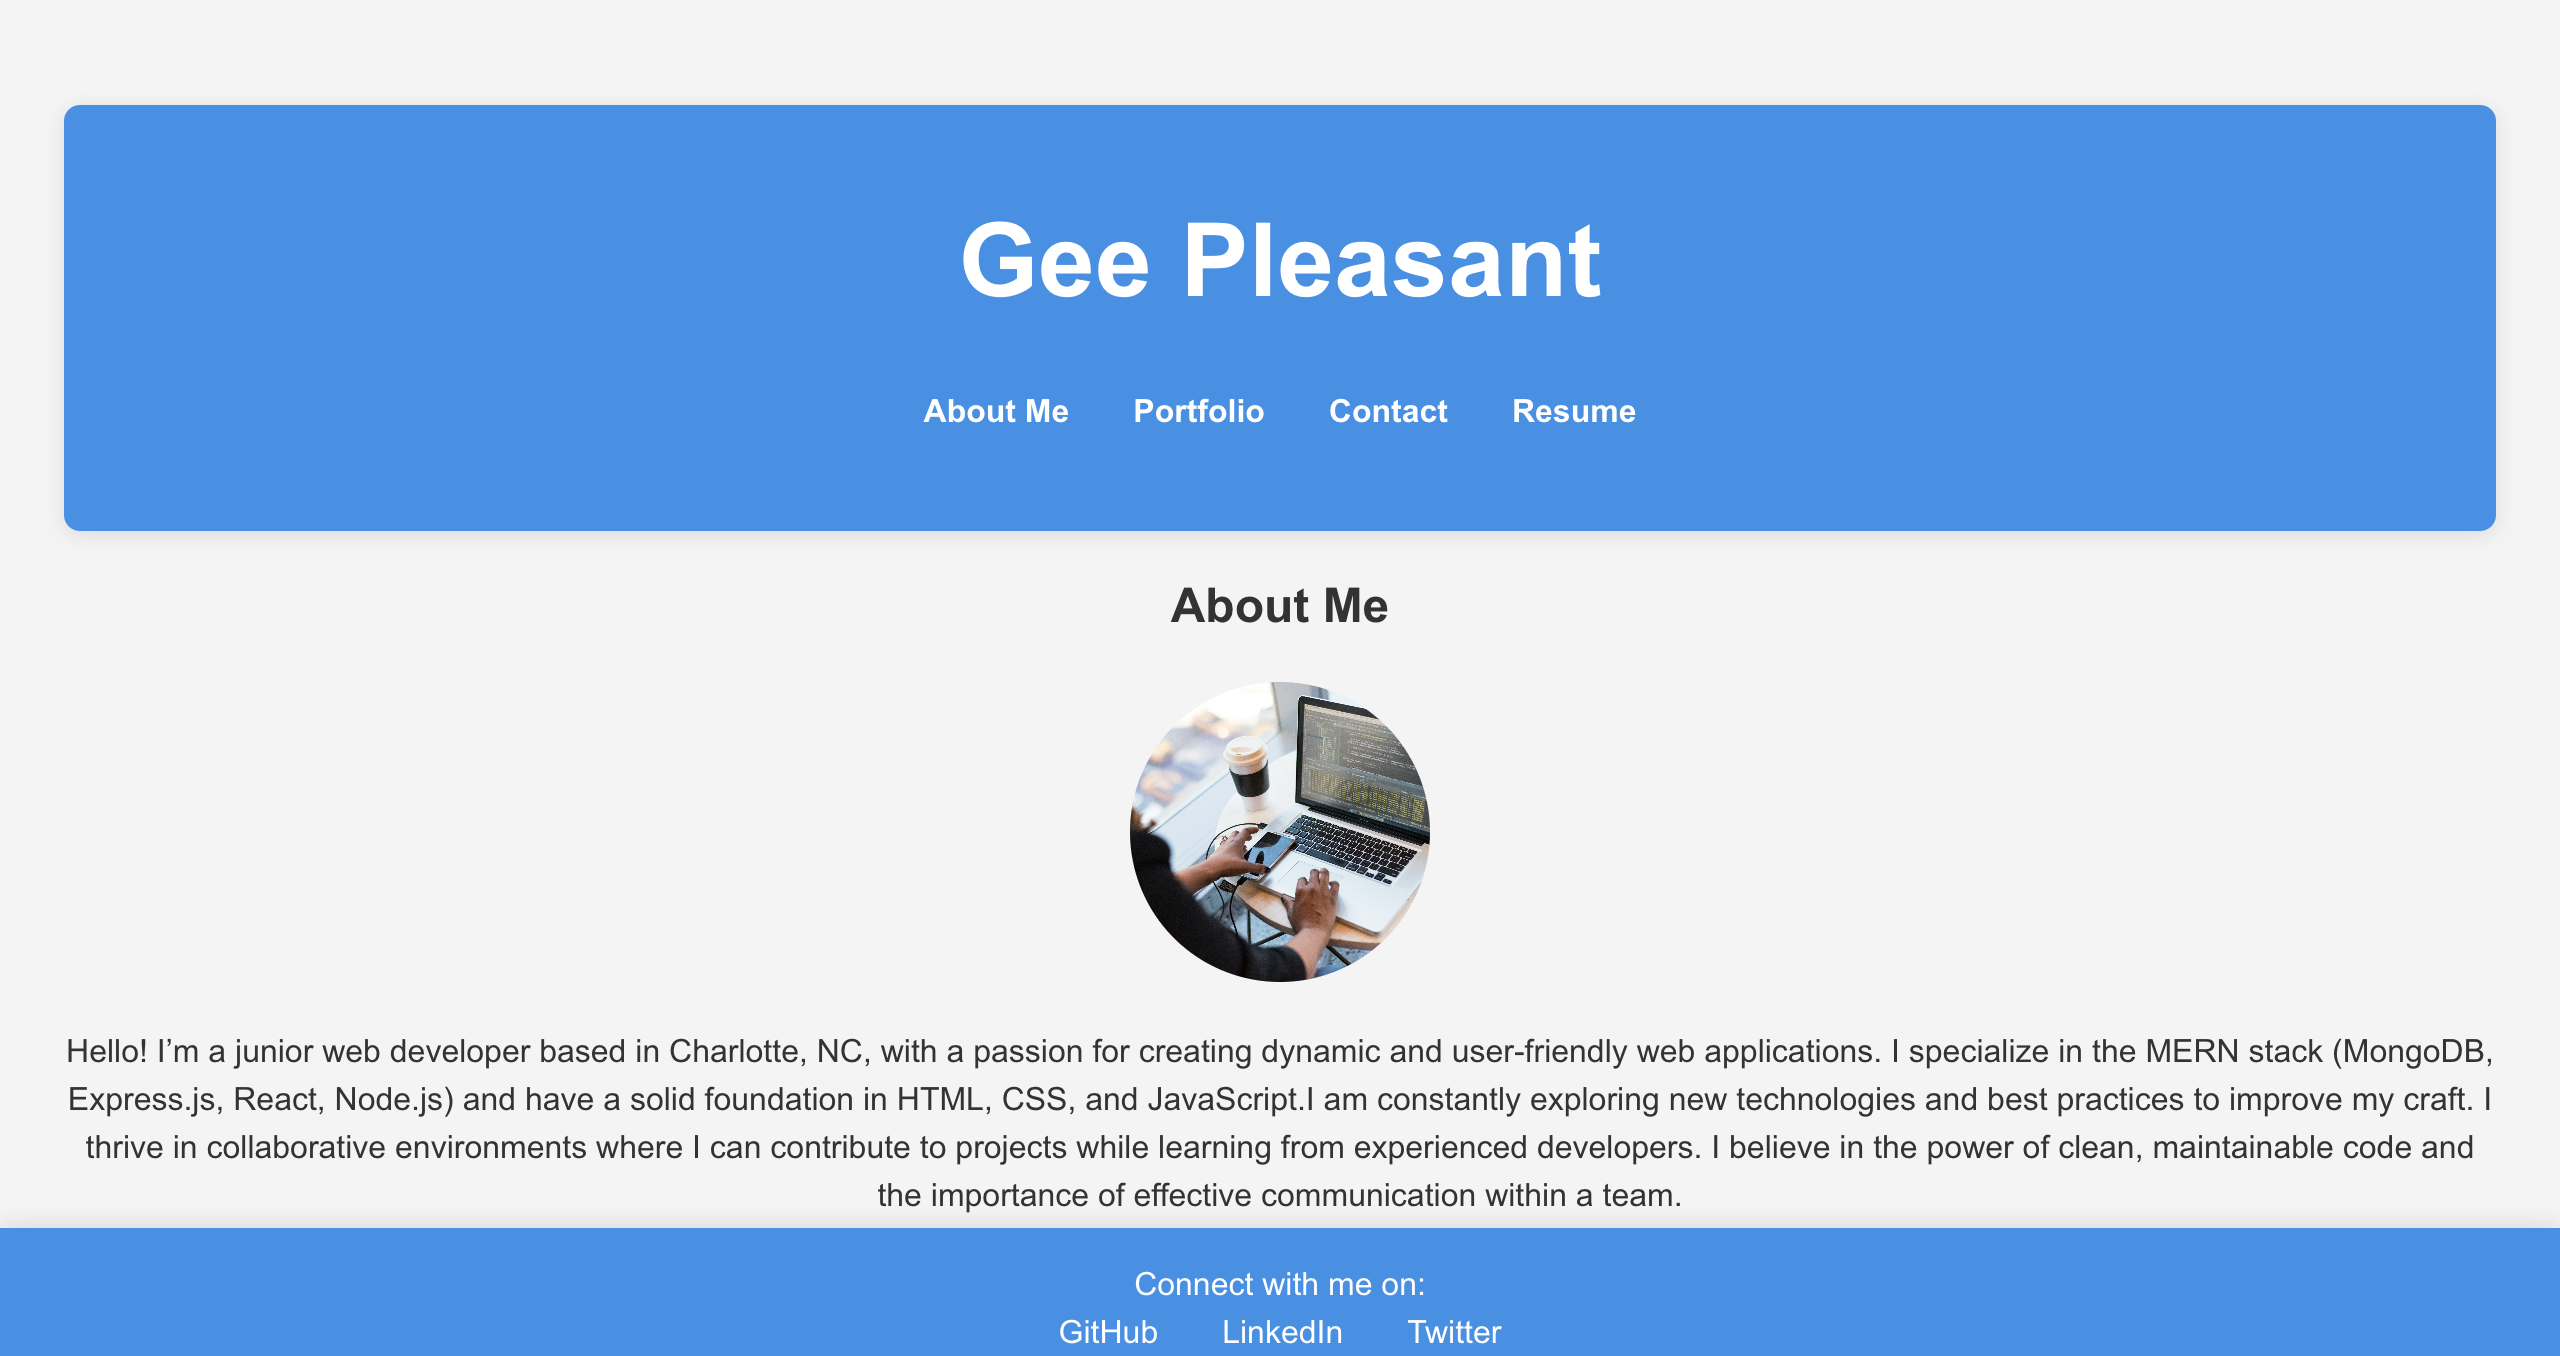 Gee Pleasant
About Me Portfolio Contact Resume
About Me
Hello! I’m a junior web developer based in Charlotte, NC, with a passion for creating dynamic and user-friendly web applications. I specialize in the MERN stack (MongoDB,
Express.js, React, Node.js) and have a solid foundation in HTML, CSS, and JavaScript.I am constantly exploring new technologies and best practices to improve my craft. I
thrive in collaborative environments where I can contribute to projects while learning from experienced developers. I believe in the power of clean, maintainable code and
the importance of effective communication within a team.
Connect with me on:
GitHub LinkedIn Twitter